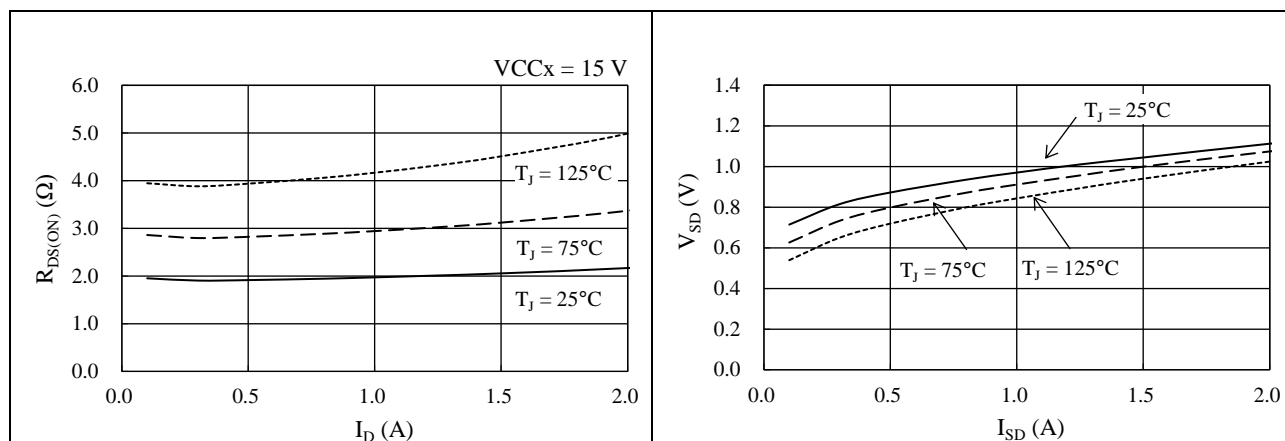 VCCx = 15 V
6.0
5.0
4.0
3.0
2.0
1.0
0.0
R_DS(ON) (Ω)
T_J = 125°C
T_J = 75°C
T_J = 25°C
0.0 0.5 1.0 1.5 2.0
I_D (A)
1.4
1.2
1.0
0.8
0.6
0.4
0.2
0.0
V_SD (V)
T_J = 25°C
T_J = 75°C
T_J = 125°C
0.0 0.5 1.0 1.5 2.0
I_SD (A)